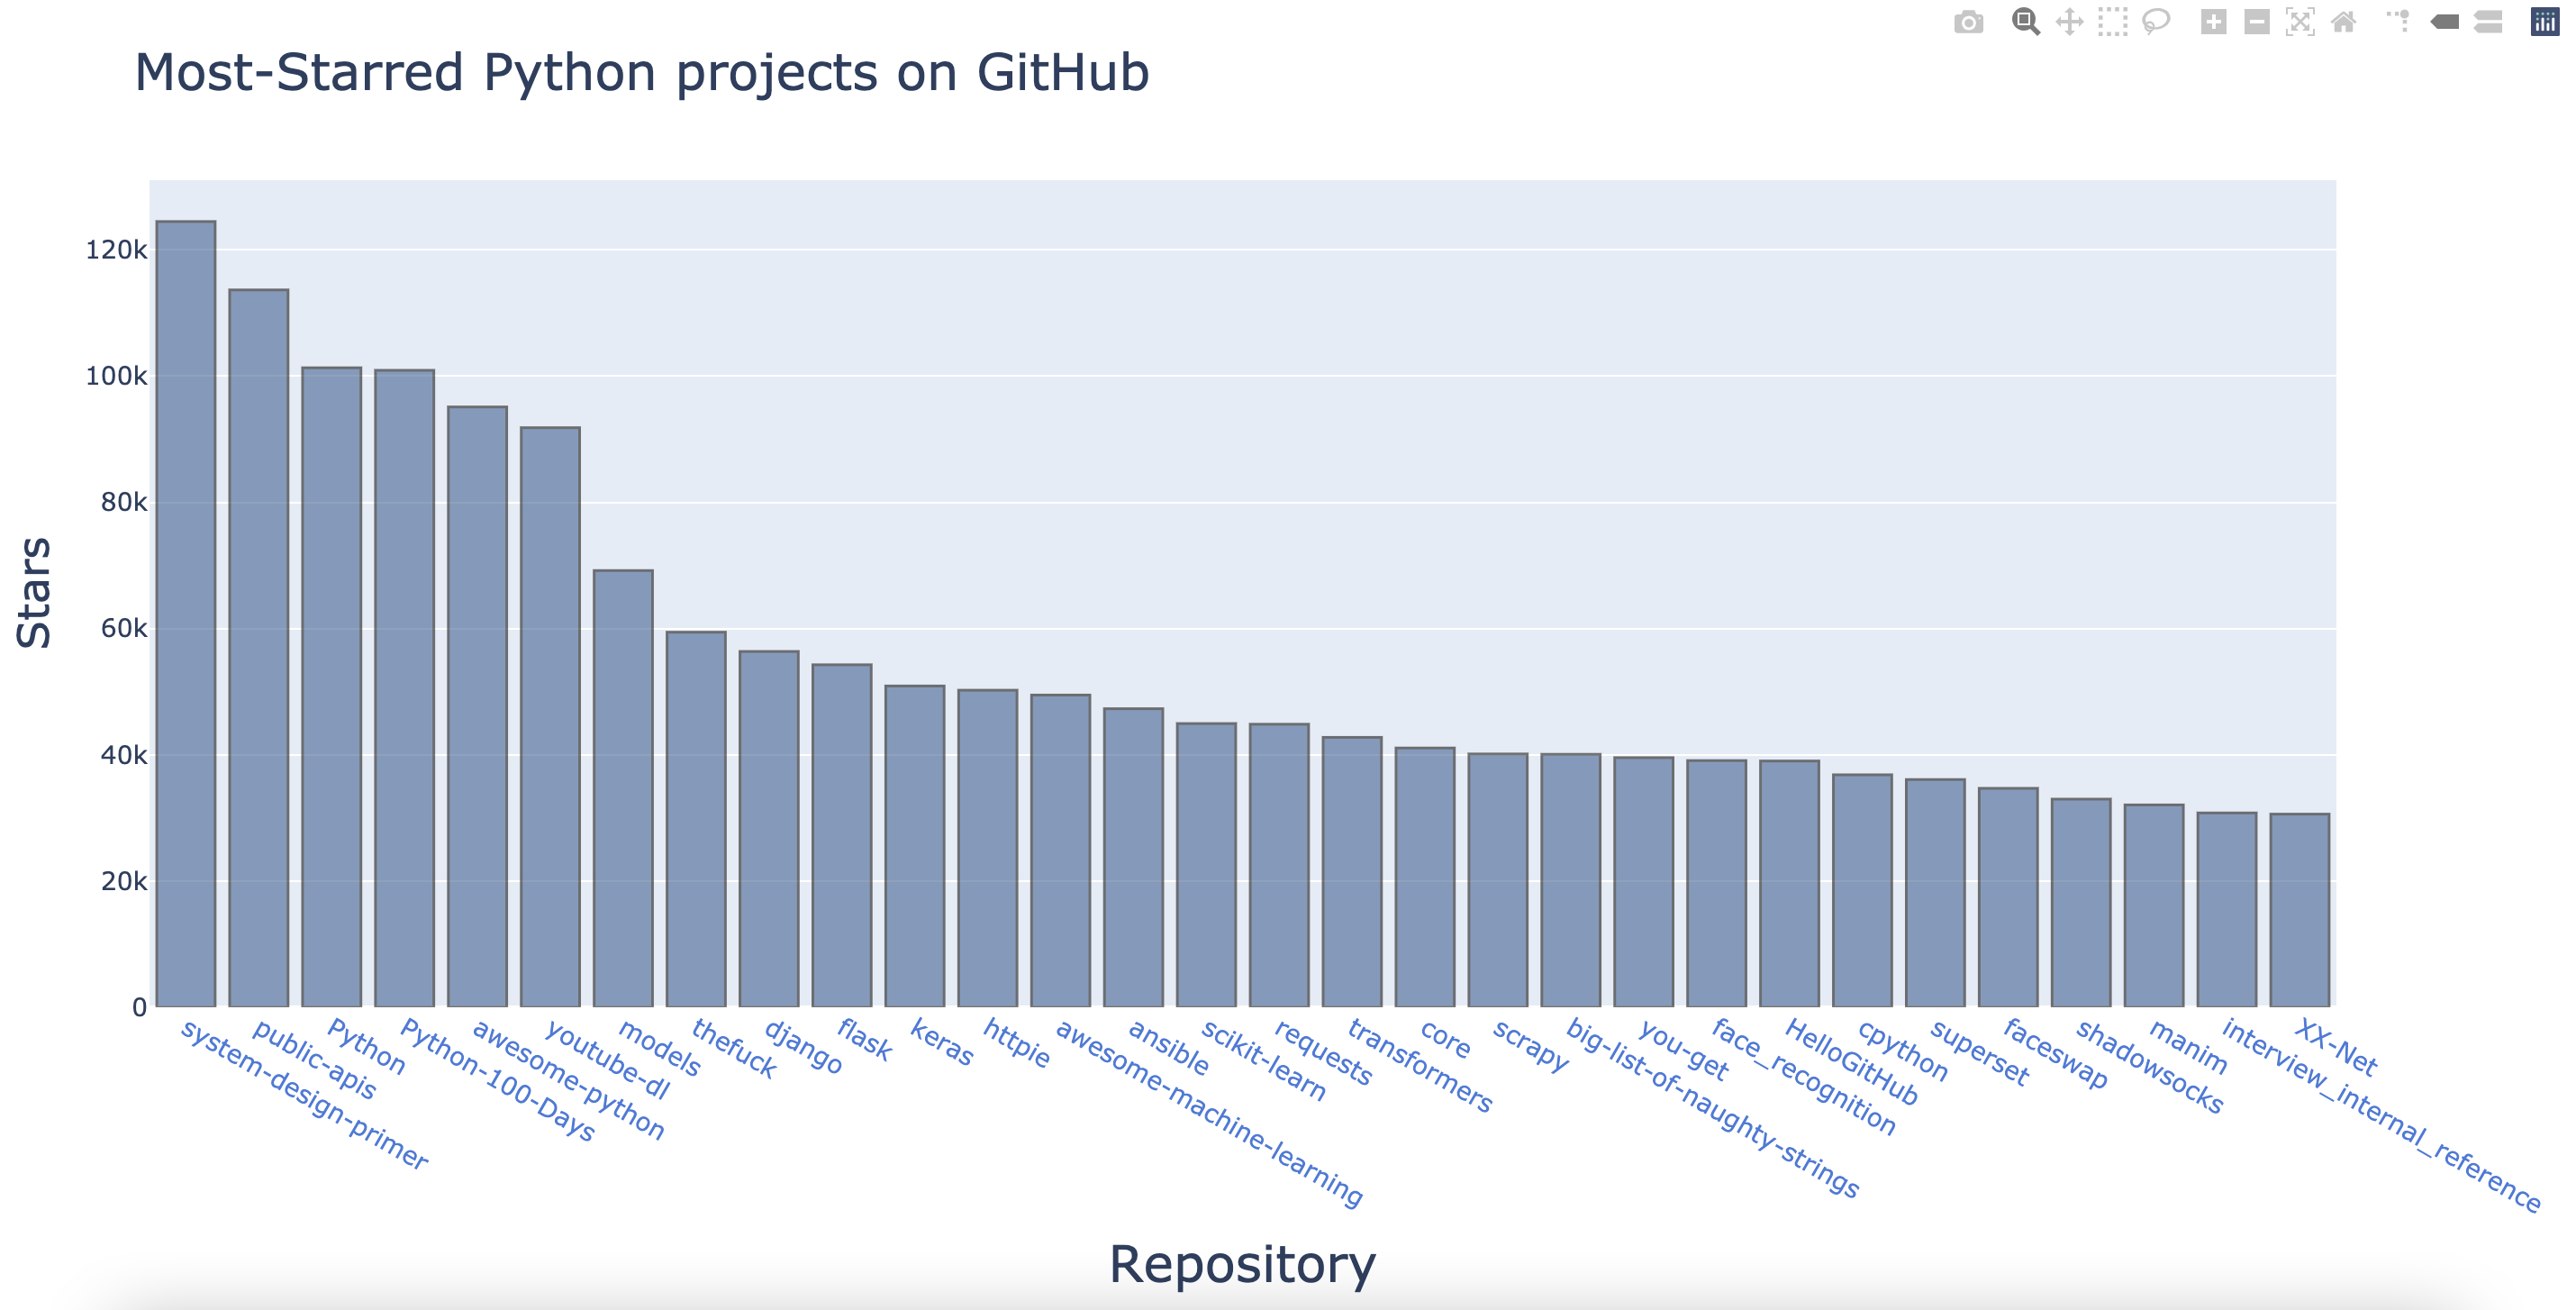 Most-Starred Python projects on GitHub
Stars
120k
100k
80k
60k
40k
20k
0
system-design-primer
public-apis
Python
Python-100-Days
awesome-python
youtube-dl
models
thefuck
django
flask
keras
httpie
awesome-machine-learning
ansible
scikit-learn
requests
transformers
core
scrapy
big-list-of-naughty-strings
you-get
face_recognition
HelloGitHub
cpython
superset
faceswap
shadowsocks
manim
interview_internal_reference
XX-Net
Repository